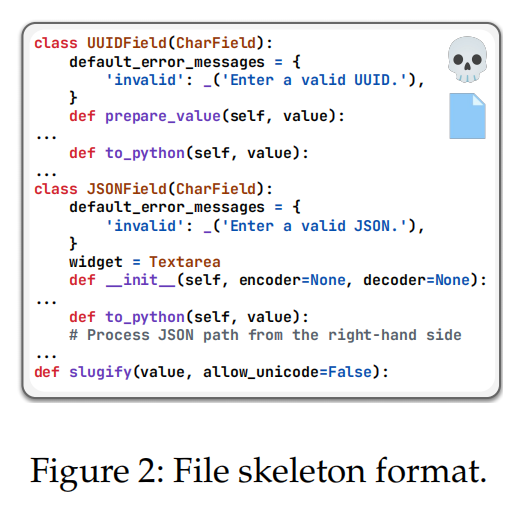 class UUIDField(CharField):
    default_error_messages = {
        'invalid': _('Enter a valid UUID.'),
    }
    def prepare_value(self, value):
...
    def to_python(self, value):
...
class JSONField(CharField):
    default_error_messages = {
        'invalid': _('Enter a valid JSON.'),
    }
    widget = Textarea
    def __init__(self, encoder=None, decoder=None):
...
    def to_python(self, value):
    # Process JSON path from the right-hand side
...
def slugify(value, allow_unicode=False):
Figure 2: File skeleton format.